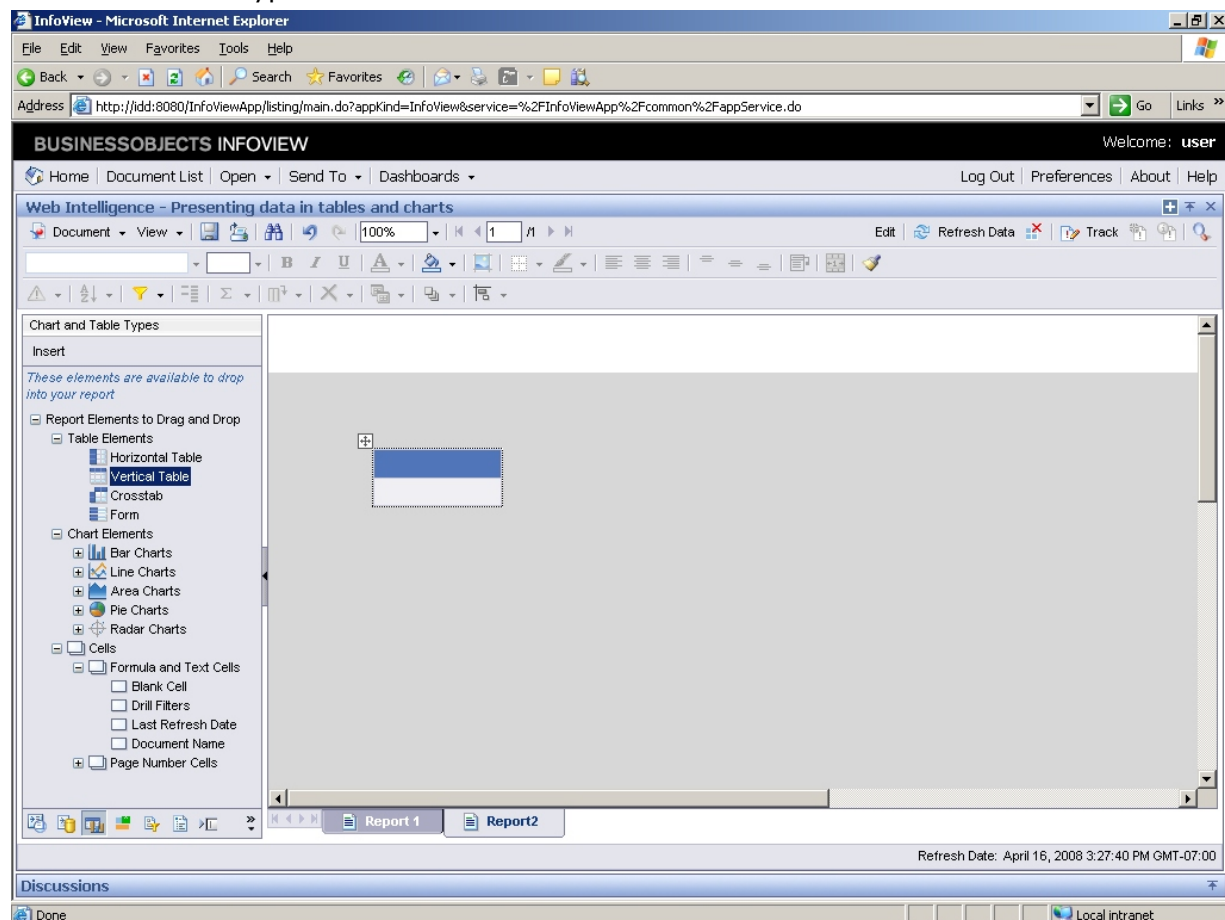 InfoView - Microsoft Internet Explorer
File Edit View Favorites Tools Help
Back Search Favorites
Address http://idd:8080/InfoViewApp/listing/main.do?appKind=InfoView&service=%2FInfoViewApp%2Fcommon%2FappService.do Go Links »
BUSINESSOBJECTS INFOVIEW Welcome: user
Home | Document List | Open | Send To | Dashboards Log Out | Preferences | About | Help
Web Intelligence - Presenting data in tables and charts
Document View 100% 1 /1 Edit Refresh Data Track
B I U A
Chart and Table Types
Insert
These elements are available to drop
into your report
Report Elements to Drag and Drop
Table Elements
Horizontal Table
Vertical Table
Crosstab
Form
Chart Elements
Bar Charts
Line Charts
Area Charts
Pie Charts
Radar Charts
Cells
Formula and Text Cells
Blank Cell
Drill Filters
Last Refresh Date
Document Name
Page Number Cells
Report 1 Report2
Refresh Date: April 16, 2008 3:27:40 PM GMT-07:00
Discussions
Done Local intranet